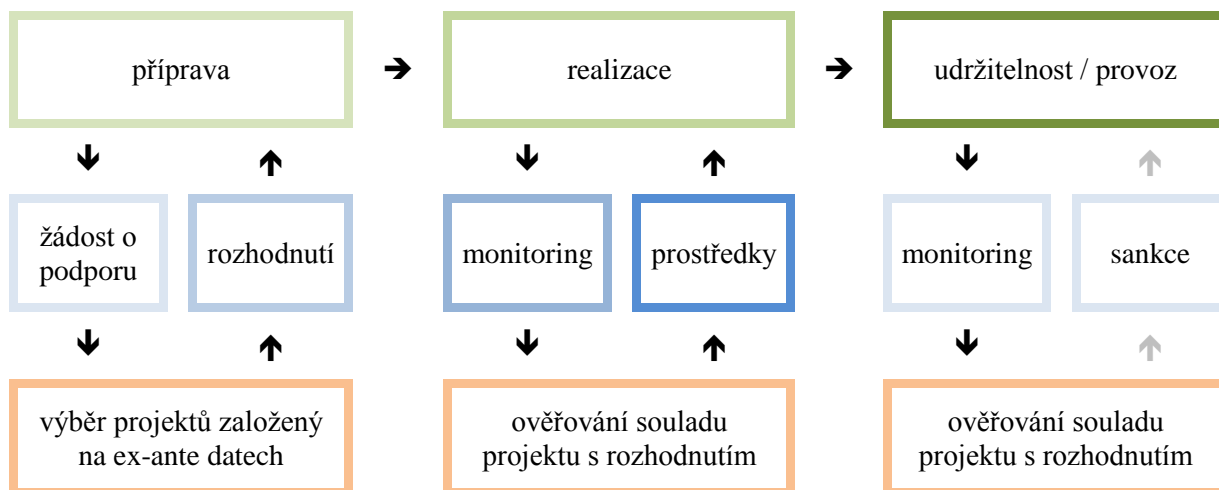 příprava
realizace
udržitelnost / provoz
žádost o
podporu
rozhodnutí
monitoring
prostředky
monitoring
sankce
výběr projektů založený
na ex-ante datech
ověřování souladu
projektu s rozhodnutím
ověřování souladu
projektu s rozhodnutím